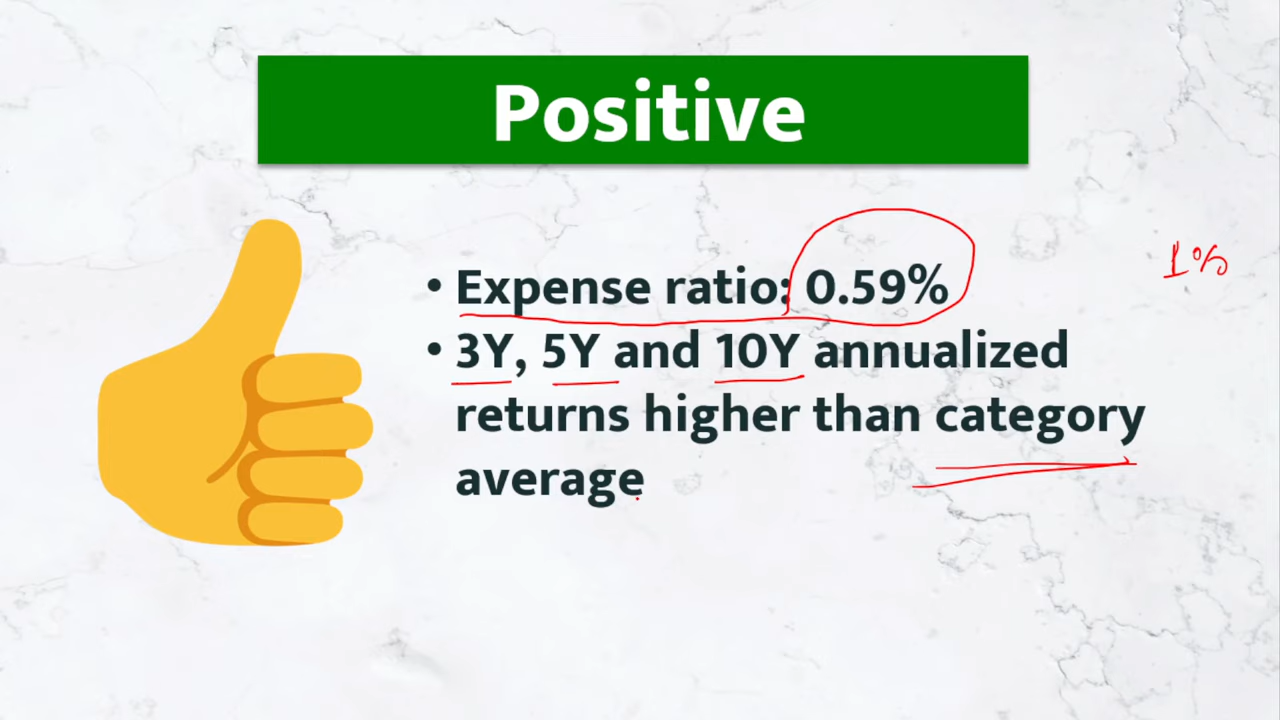 Positive
• Expense ratio: 0.59%
1%
• 3Y, 5Y and 10Y annualized
returns higher than category
average